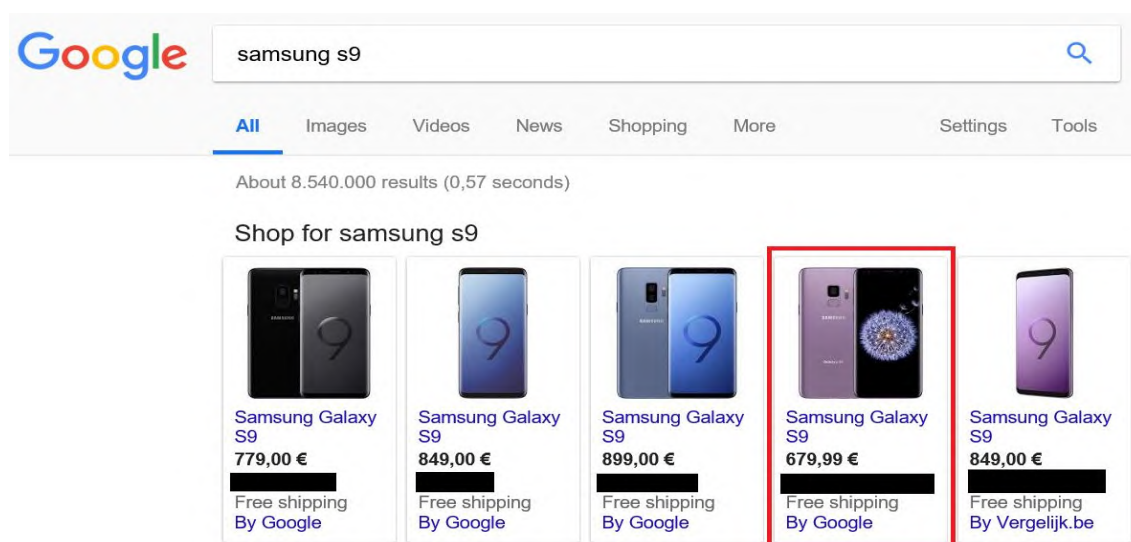 Google
samsung s9
All Images Videos News Shopping More Settings Tools
About 8.540.000 results (0,57 seconds)
Shop for samsung s9
Samsung Galaxy S9
779,00 €
Free shipping
By Google
Samsung Galaxy S9
849,00 €
Free shipping
By Google
Samsung Galaxy S9
899,00 €
Free shipping
By Google
Samsung Galaxy S9
679,99 €
Free shipping
By Google
Samsung Galaxy S9
849,00 €
Free shipping
By Vergelijk.be